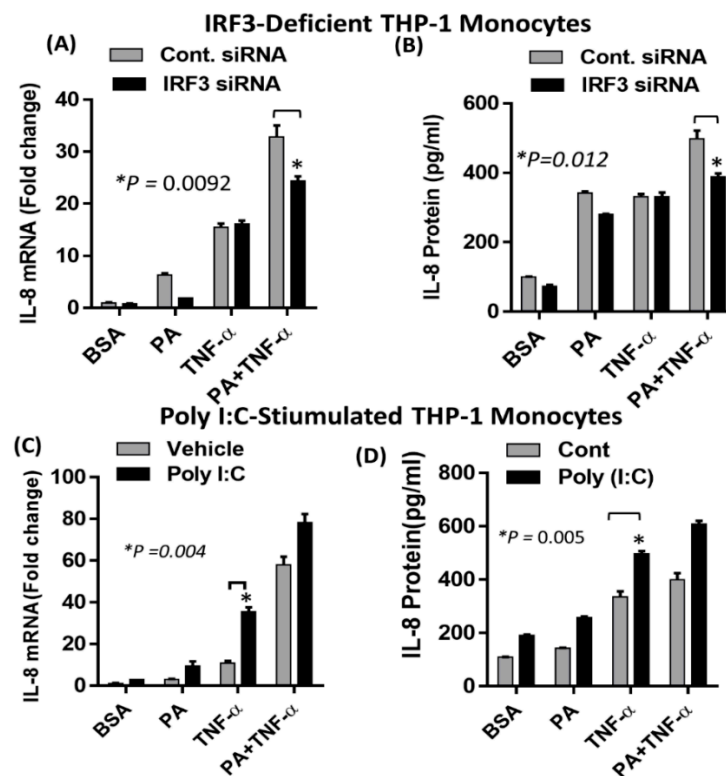 IRF3-Deficient THP-1 Monocytes
(A)
Cont. siRNA
IRF3 siRNA
IL-8 mRNA (Fold change)
40
30
20
10
0
*P = 0.0092
*
BSA
PA
TNF-α
PA+TNF-α
(B)
Cont. siRNA
IRF3 siRNA
IL-8 Protein (pg/ml)
600
400
200
0
*P=0.012
*
BSA
PA
TNF-α
PA+TNF-α
Poly I:C-Stiumulated THP-1 Monocytes
(C)
Vehicle
Poly I:C
IL-8 mRNA(Fold change)
100
80
60
40
20
0
*P =0.004
*
BSA
PA
TNF-α
PA+TNF-α
(D)
Cont
Poly (I:C)
IL-8 Protein(pg/ml)
800
600
400
200
0
*P = 0.005
*
BSA
PA
TNF-α
PA+TNF-α